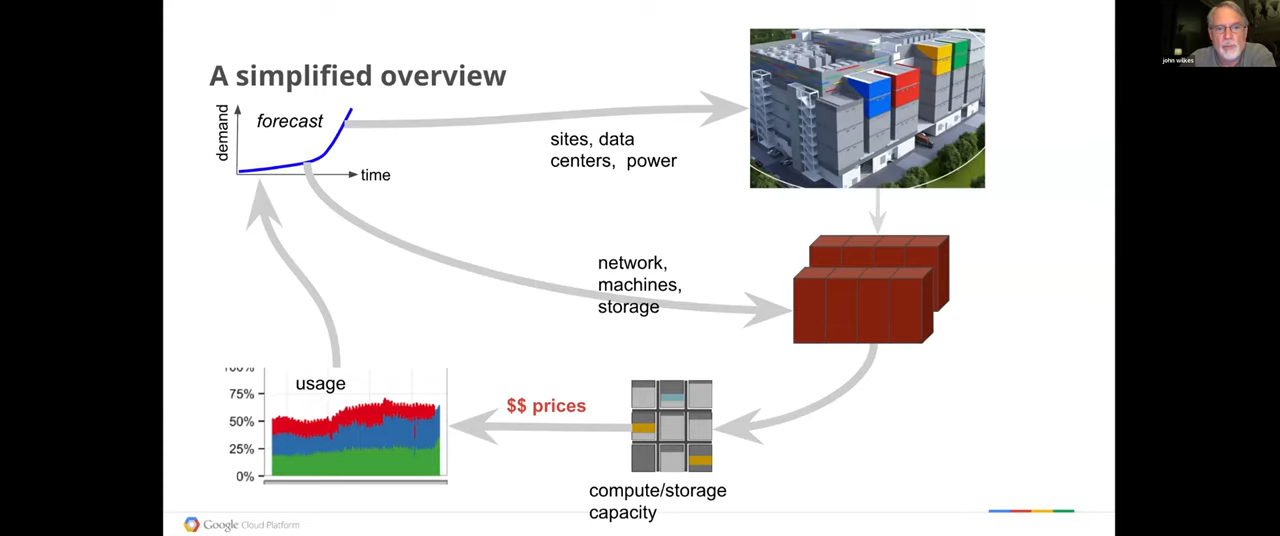 A simplified overview
john wilkes
demand
forecast
time
sites, data
centers, power
network,
machines,
storage
usage
100%
75%
50%
25%
0%
$$ prices
compute/storage
capacity
Google Cloud Platform